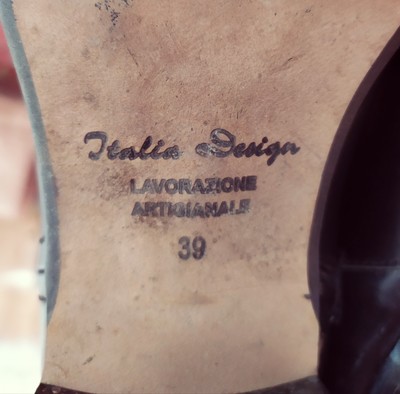 Italia Design
LAVORAZIONE
ARTIGIANALE
39